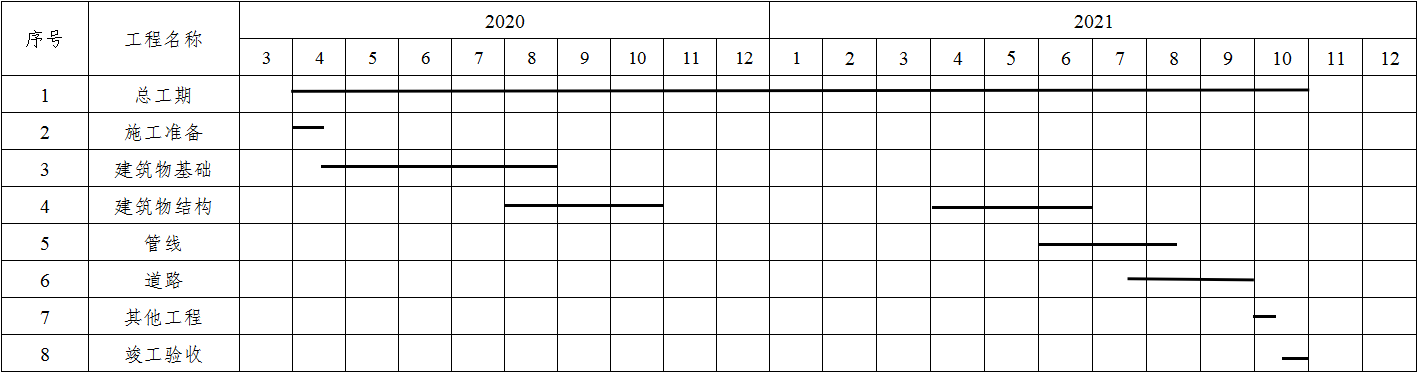 序号 工程名称 2020 2021
3 4 5 6 7 8 9 10 11 12 1 2 3 4 5 6 7 8 9 10 11 12
1 总工期
2 施工准备
3 建筑物基础
4 建筑物结构
5 管线
6 道路
7 其他工程
8 竣工验收